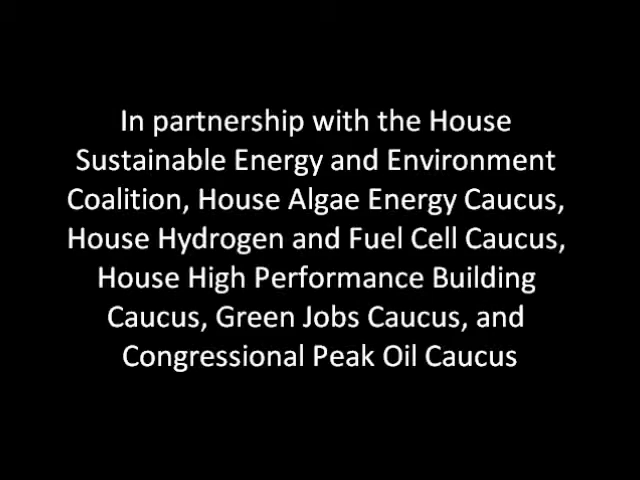 In partnership with the House
Sustainable Energy and Environment
Coalition, House Algae Energy Caucus,
House Hydrogen and Fuel Cell Caucus,
House High Performance Building
Caucus, Green Jobs Caucus, and
Congressional Peak Oil Caucus